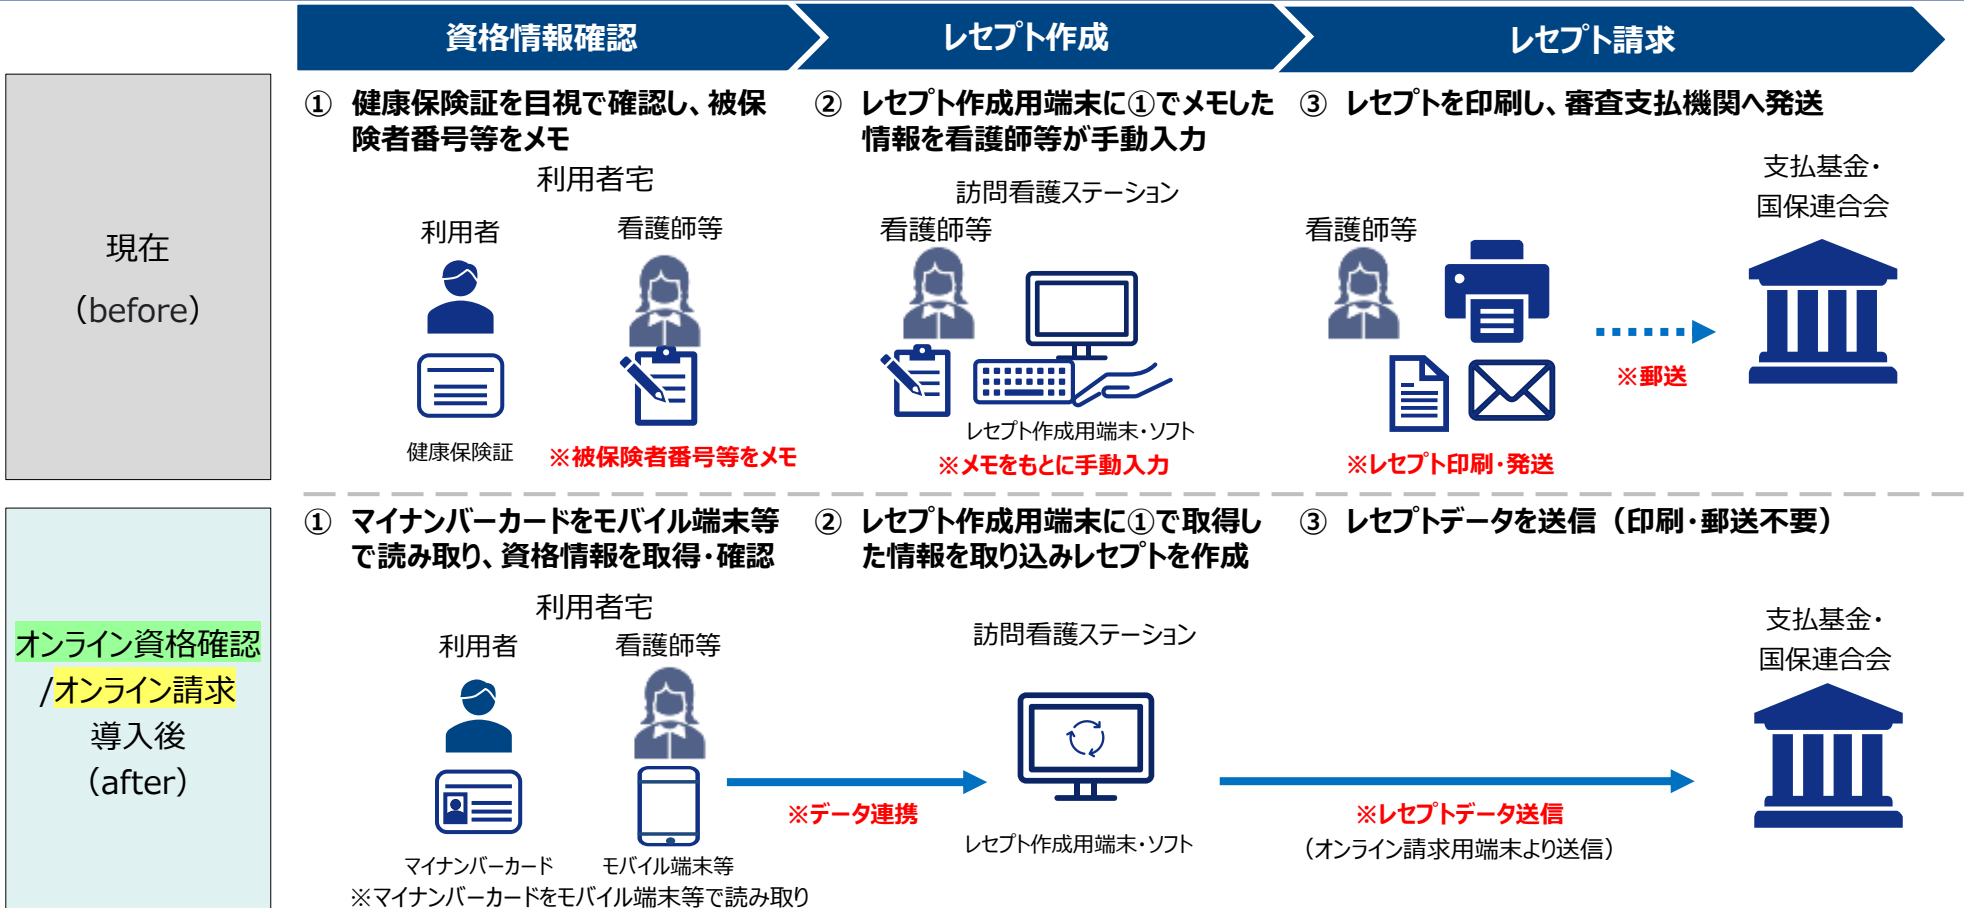 資格情報確認
レセプト作成
レセプト請求
現在
（before）
① 健康保険証を目視で確認し、被保
険者番号等をメモ
利用者宅
利用者
看護師等
健康保険証
※被保険者番号等をメモ
② レセプト作成用端末に①でメモした
情報を看護師等が手動入力
訪問看護ステーション
看護師等
レセプト作成用端末・ソフト
※メモをもとに手動入力
③ レセプトを印刷し、審査支払機関へ発送
看護師等
※レセプト印刷・発送
※郵送
支払基金・
国保連合会
オンライン資格確認
/オンライン請求
導入後
（after）
① マイナンバーカードをモバイル端末等
で読み取り、資格情報を取得・確認
利用者宅
利用者
看護師等
マイナンバーカード
モバイル端末等
※マイナンバーカードをモバイル端末等で読み取り
※データ連携
② レセプト作成用端末に①で取得し
た情報を取り込みレセプトを作成
訪問看護ステーション
レセプト作成用端末・ソフト
③ レセプトデータを送信（印刷・郵送不要）
※レセプトデータ送信
（オンライン請求用端末より送信）
支払基金・
国保連合会